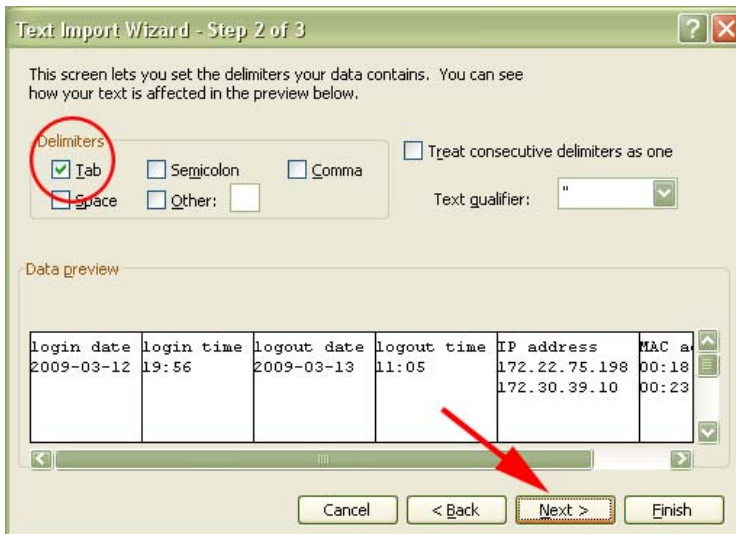 Text Import Wizard - Step 2 of 3
This screen lets you set the delimiters your data contains. You can see
how your text is affected in the preview below.
Delimiters
Tab Semicolon Comma
Space Other:
Treat consecutive delimiters as one
Text qualifier: "
Data preview
login date login time logout date logout time IP address MAC
2009-03-12 19:56 2009-03-13 11:05 172.22.75.198 00:18
172.30.39.10 00:23
Cancel < Back Next > Finish